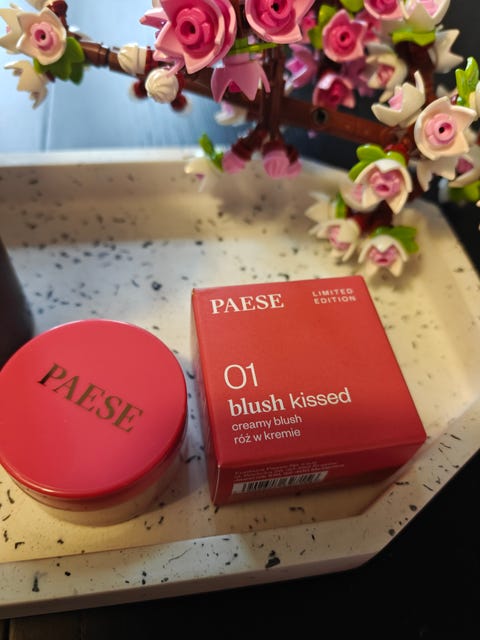 PAESE
PAESE
LIMITED
EDITION
01
blush kissed
creamy blush
róż w kremie